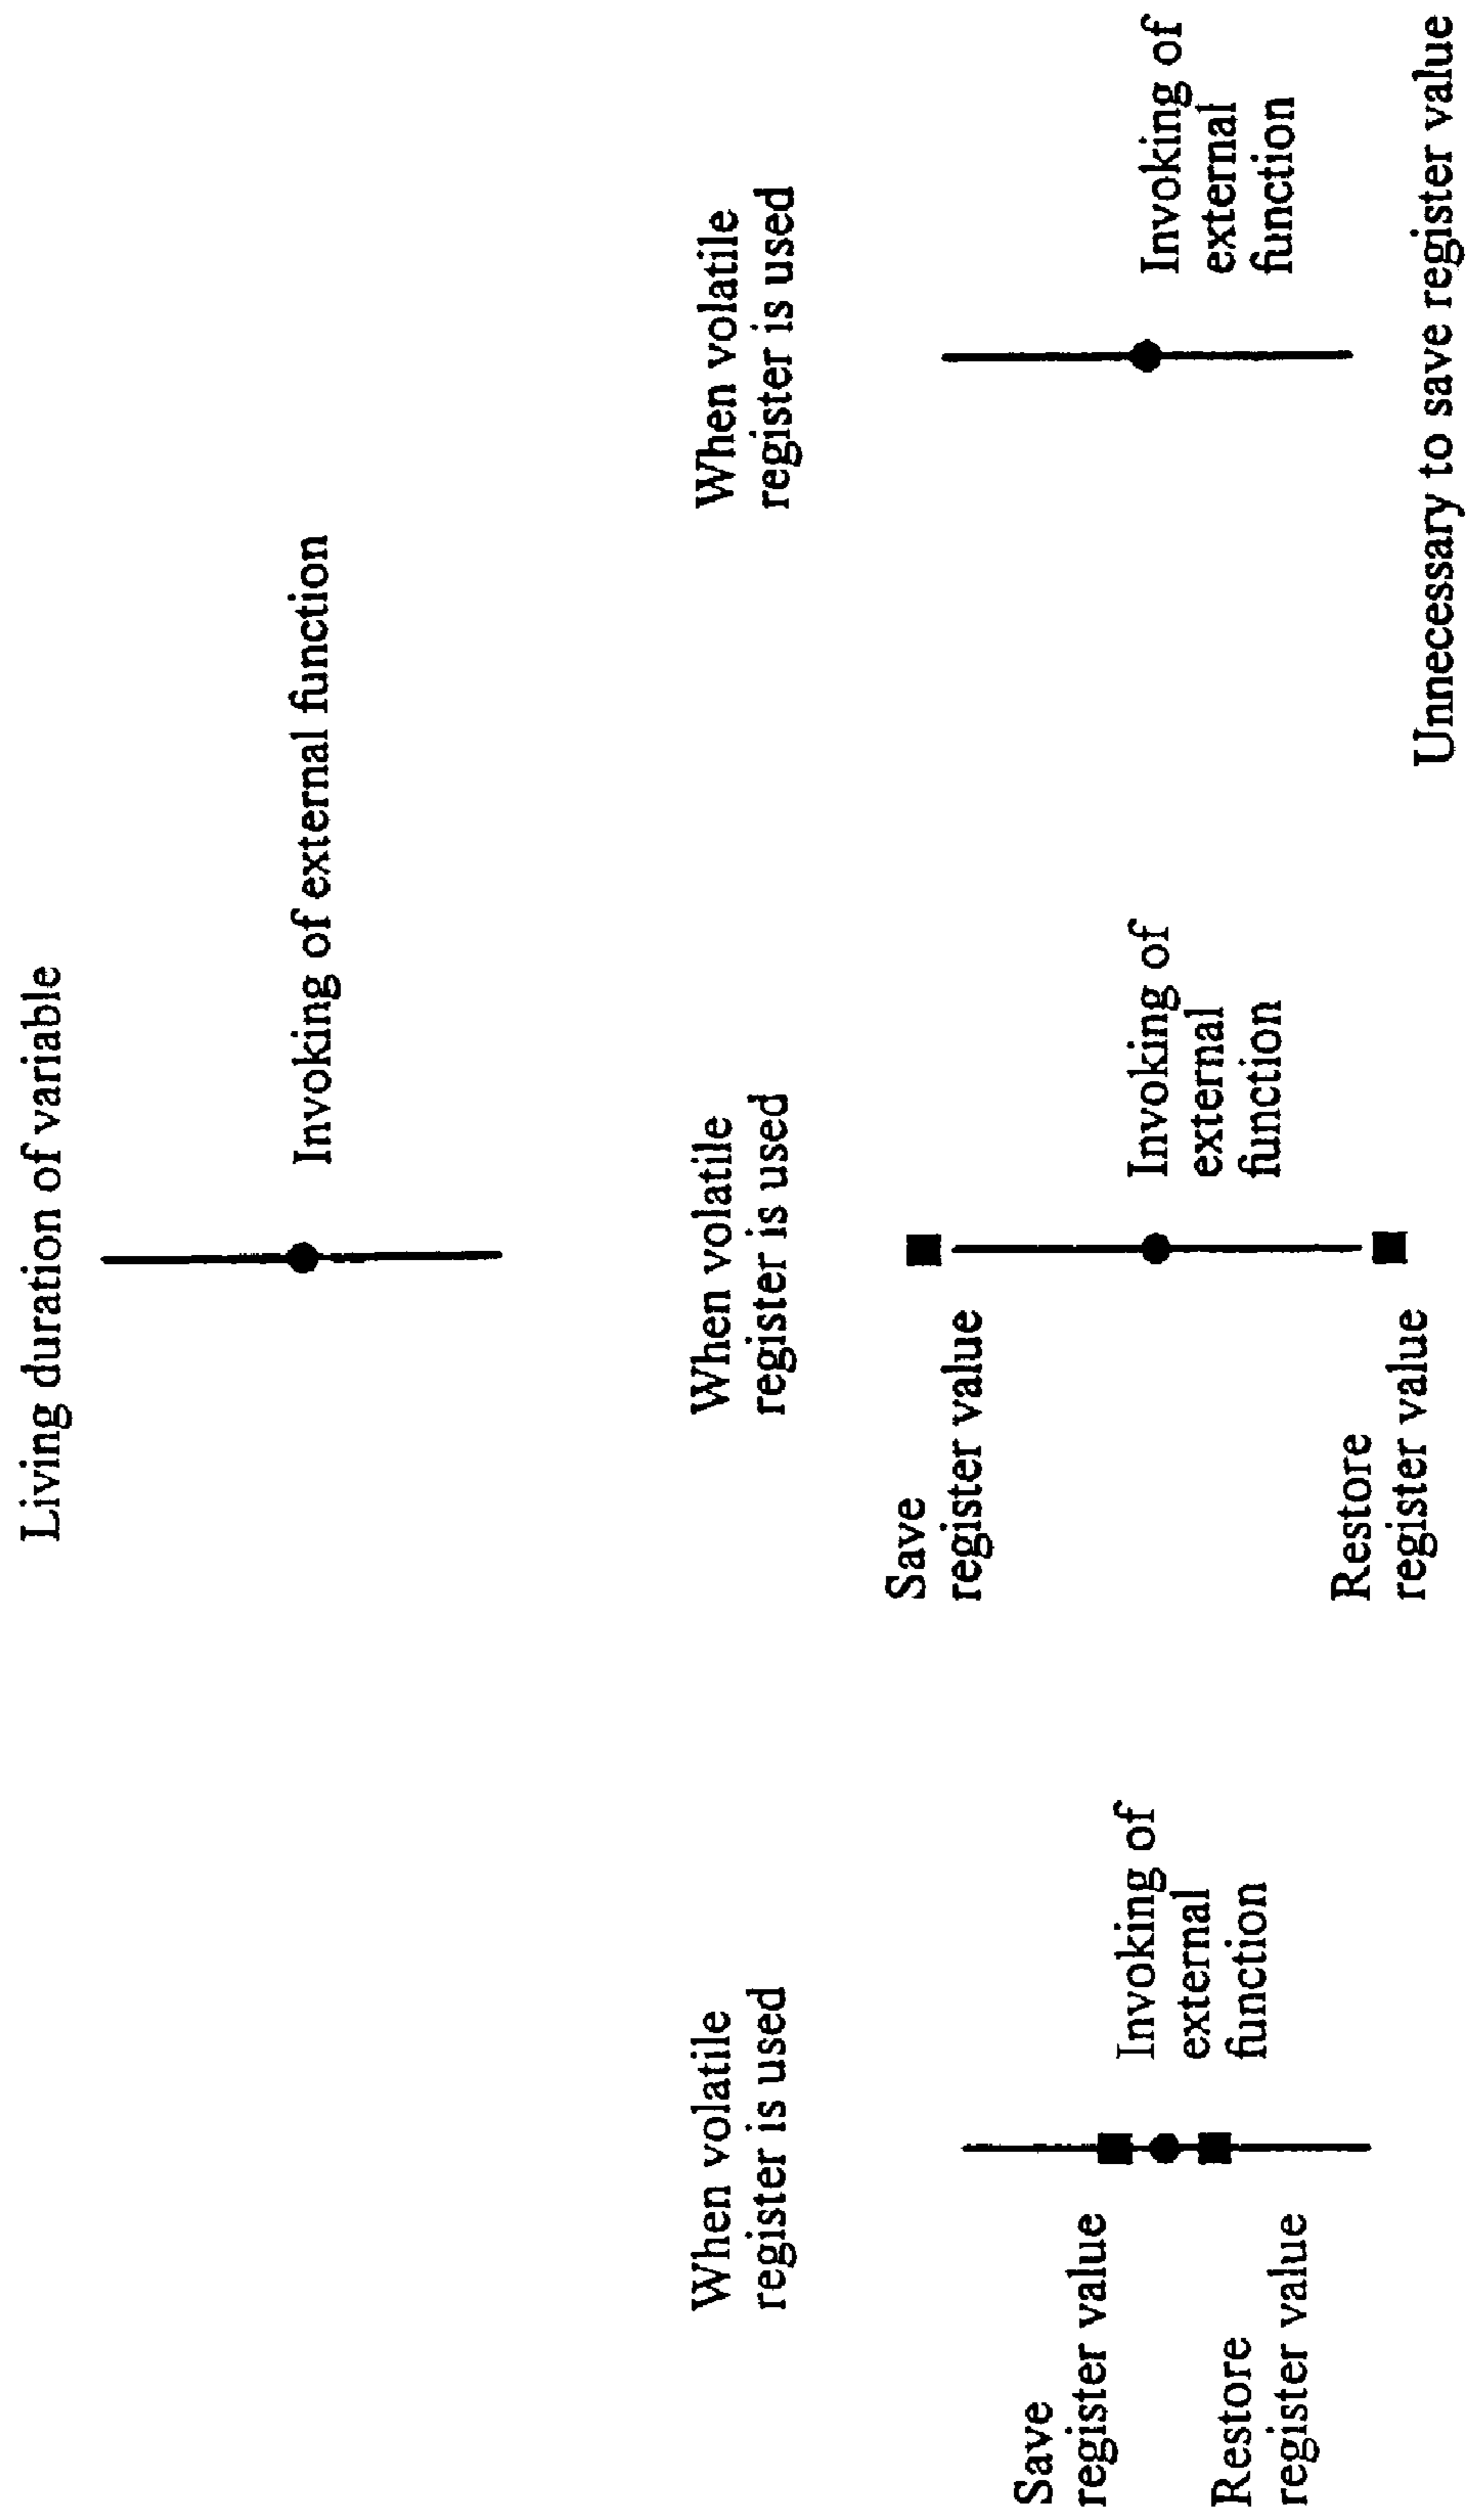 Living duration of variable
Invoking of external function
When volatile
register is used
Save
register value
Invoking of
external
function
Restore
register value
When volatile
register is used
Save
register value
Invoking of
external
function
Restore
register value
When volatile
register is used
Invoking of
external
function
Unnecessary to save register value